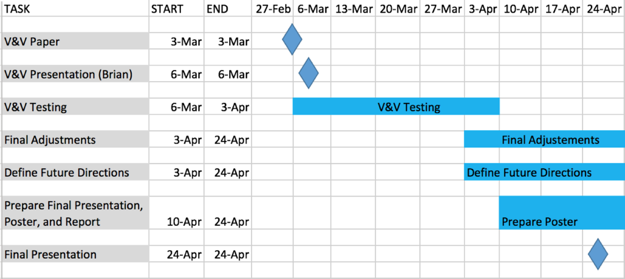 TASK START END 27-Feb 6-Mar 13-Mar 20-Mar 27-Mar 3-Apr 10-Apr 17-Apr 24-Apr
V&V Paper 3-Mar 3-Mar
V&V Presentation (Brian) 6-Mar 6-Mar
V&V Testing 6-Mar 3-Apr V&V Testing
Final Adjustments 3-Apr 24-Apr Final Adjustements
Define Future Directions 3-Apr 24-Apr Define Future Directions
Prepare Final Presentation,
Poster, and Report 10-Apr 24-Apr Prepare Poster
Final Presentation 24-Apr 24-Apr